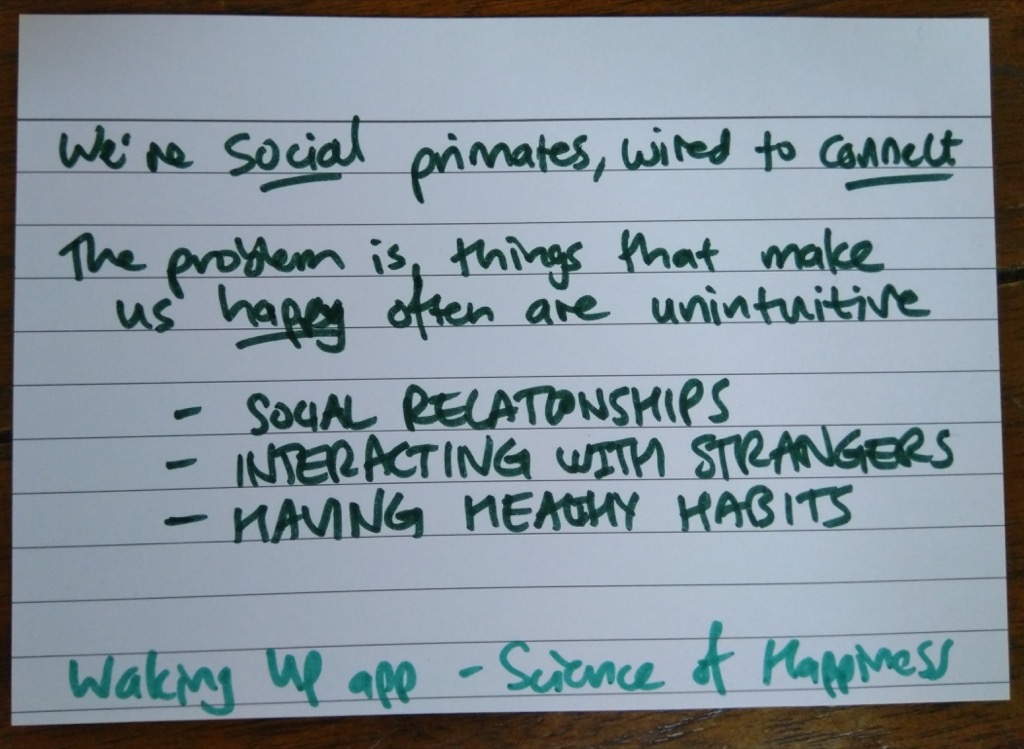 We're social primates, wired to connect
The problem is, things that make
us happy often are unintuitive
- SOCIAL RELATIONSHIPS
- INTERACTING WITH STRANGERS
- HAVING HEALTHY HABITS
Waking Up app - Science of Happiness